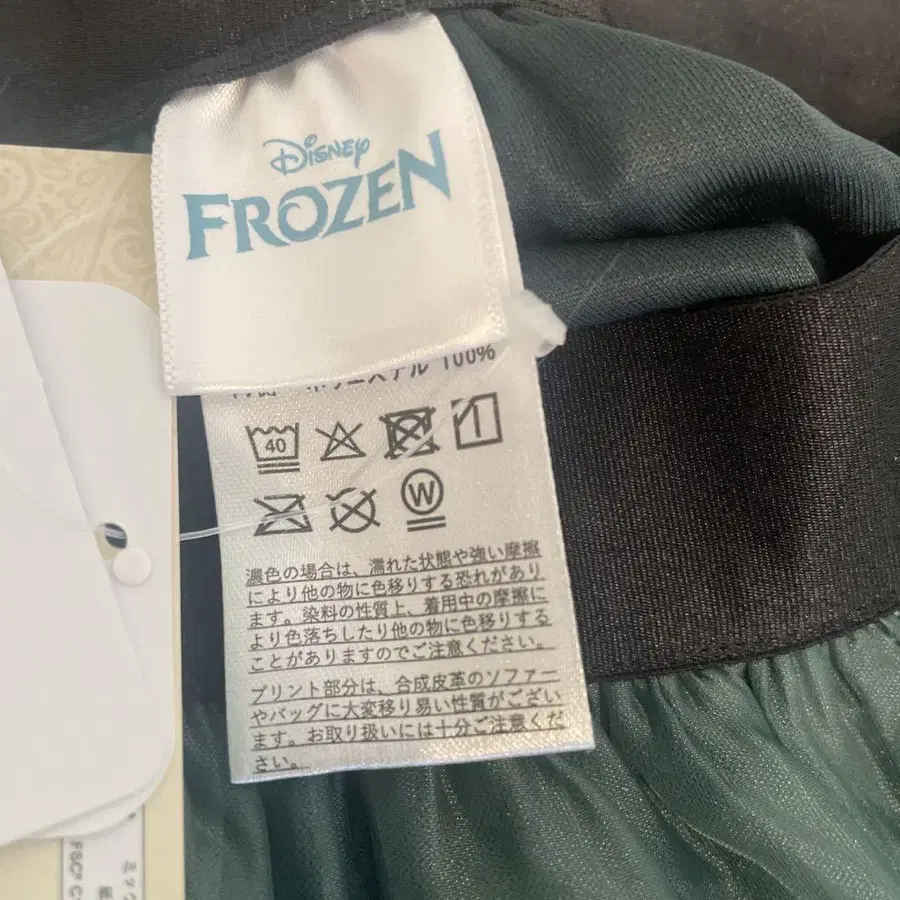 Disney
FROZEN
ポリエステル 100%
40
W
濃色の場合は、濡れた状態や強い摩擦
により他の物に色移りする恐れがあり
ます。染料の性質上、着用中の摩擦に
より色落ちしたり他の物に色移りする
ことがありますのでご注意ください。
プリント部分は、合成皮革のソファー
やバッグに大変移り易い性質がござい
ます。お取り扱いには十分ご注意くだ
さい。
FSC® C